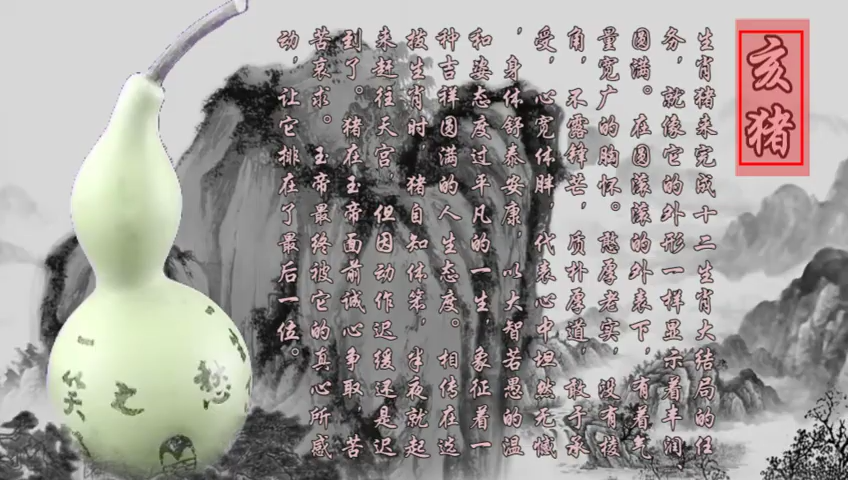 亥猪
生肖猪来完成十二生肖大结局的任
务，就像它的外形一样显示着丰润
圆满。在圆滚滚的外表下，有着气
量宽广的胸怀。憨厚老实，没有棱
角，不露锋芒，质朴厚道，敢于承
受，心宽体胖，代表心中坦然无憾
，身体舒泰安康，以大智若愚的温
和姿态度过平凡的一生，象征着一
种吉祥圆满的人生态度。相传在选
拔生肖时，猪自知体笨，半夜就起
来赶往天宫，但因动作迟缓还是迟
到了。猪在玉帝面前诚心争取，苦
苦哀求。玉帝最终被它的真心所感
动，让它排在了最后一位。
笑之